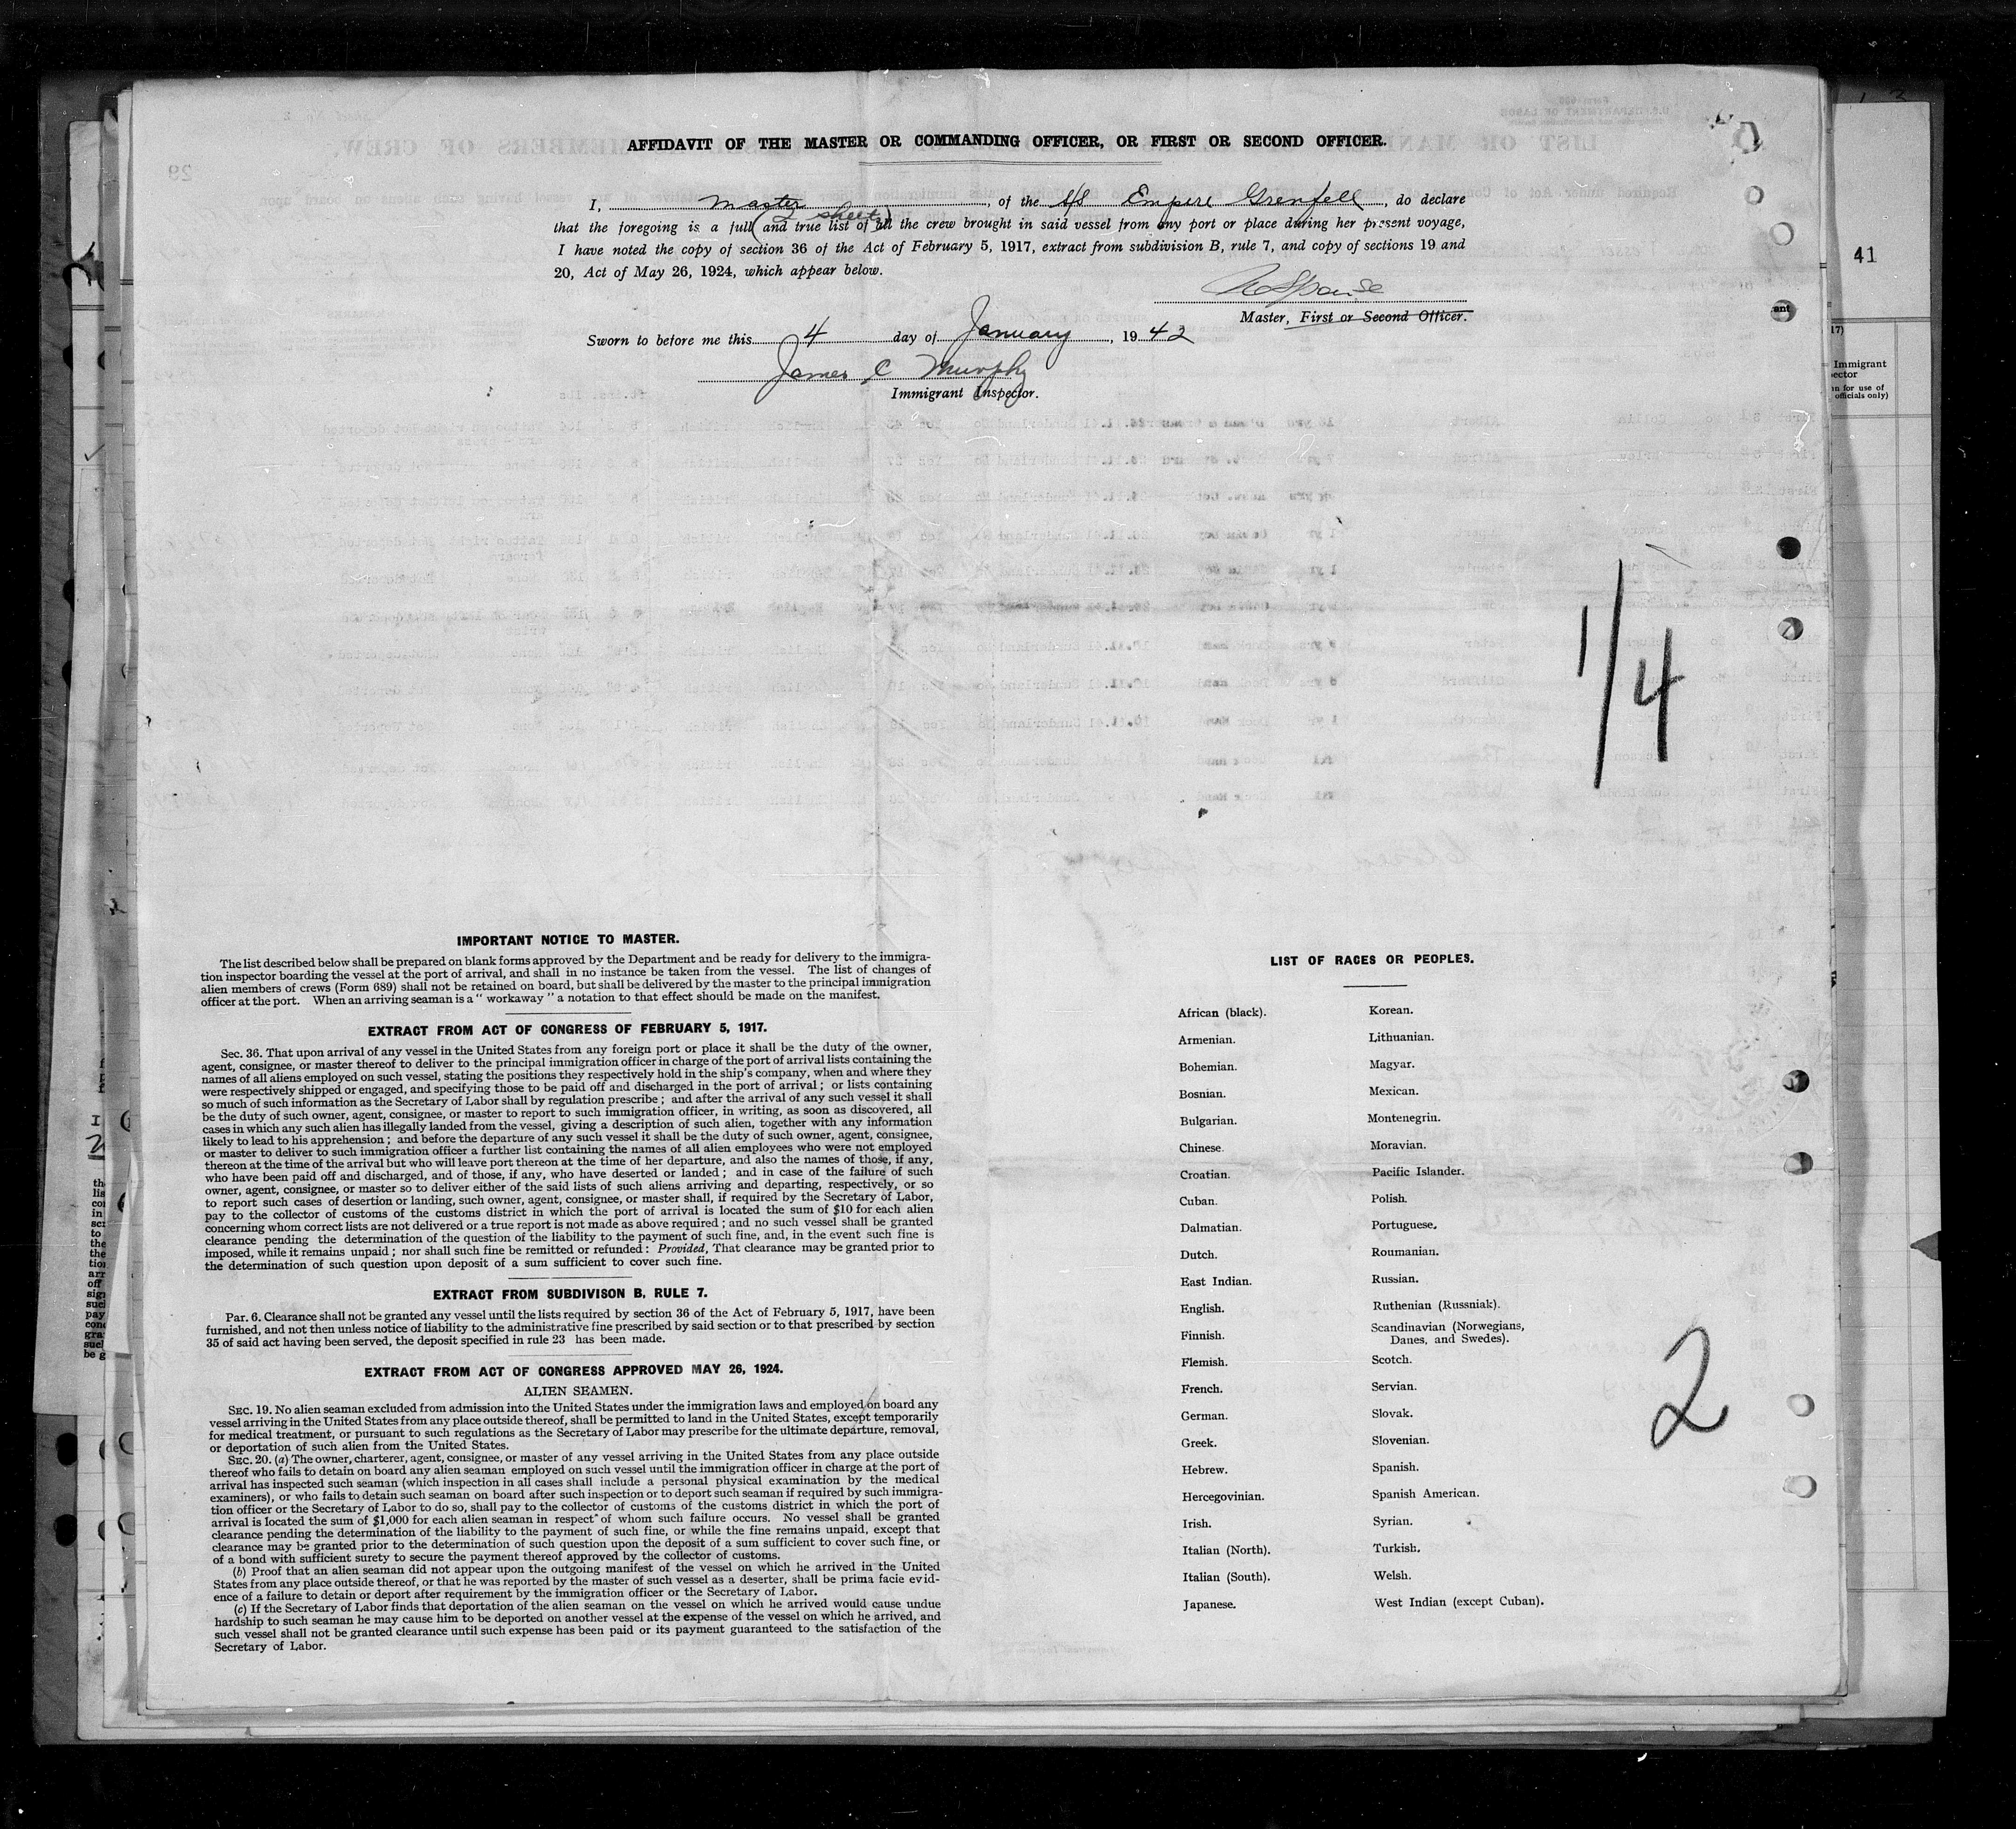 AFFIDAVIT OF THE MASTER OR COMMANDING OFFICER, OR FIRST OR SECOND OFFICER.
I, master, of the S/S Empire Grenfell, do declare
(2 sheets)
that the foregoing is a full and true list of all the crew brought in said vessel from any port or place during her present voyage,
I have noted the copy of section 36 of the Act of February 5, 1917, extract from subdivision B, rule 7, and copy of sections 19 and
20, Act of May 26, 1924, which appear below.
Master, First or Second Officer.
Sworn to before me this 4 day of January, 1942
James C Murphy
Immigrant Inspector.
41
ant
17)
Immigrant
ector
n for use of
officials only)
1/4
IMPORTANT NOTICE TO MASTER.
The list described below shall be prepared on blank forms approved by the Department and be ready for delivery to the immigra-
tion inspector boarding the vessel at the port of arrival, and shall in no instance be taken from the vessel. The list of changes of
alien members of crews (Form 689) shall not be retained on board, but shall be delivered by the master to the principal immigration
officer at the port. When an arriving seaman is a " workaway " a notation to that effect should be made on the manifest.
EXTRACT FROM ACT OF CONGRESS OF FEBRUARY 5, 1917.
Sec. 36. That upon arrival of any vessel in the United States from any foreign port or place it shall be the duty of the owner,
agent, consignee, or master thereof to deliver to the principal immigration officer in charge of the port of arrival lists containing the
names of all aliens employed on such vessel, stating the positions they respectively hold in the ship's company, when and where they
were respectively shipped or engaged, and specifying those to be paid off and discharged in the port of arrival ; or lists containing
so much of such information as the Secretary of Labor shall by regulation prescribe ; and after the arrival of any such vessel it shall
be the duty of such owner, agent, consignee, or master to report to such immigration officer, in writing, as soon as discovered, all
cases in which any such alien has illegally landed from the vessel, giving a description of such alien, together with any information
likely to lead to his apprehension ; and before the departure of any such vessel it shall be the duty of such owner, agent, consignee,
or master to deliver to such immigration officer a further list containing the names of all alien employees who were not employed
thereon at the time of the arrival but who will leave port thereon at the time of her departure, and also the names of those, if any,
who have been paid off and discharged, and of those, if any, who have deserted or landed ; and in case of the failure of such
owner, agent, consignee, or master so to deliver either of the said lists of such aliens arriving and departing, respectively, or so
to report such cases of desertion or landing, such owner, agent, consignee, or master shall, if required by the Secretary of Labor,
pay to the collector of customs of the customs district in which the port of arrival is located the sum of $10 for each alien
concerning whom correct lists are not delivered or a true report is not made as above required ; and no such vessel shall be granted
clearance pending the determination of the question of the liability to the payment of such fine, and, in the event such fine is
imposed, while it remains unpaid ; nor shall such fine be remitted or refunded : Provided, That clearance may be granted prior to
the determination of such question upon deposit of a sum sufficient to cover such fine.
EXTRACT FROM SUBDIVISON B, RULE 7.
Par. 6. Clearance shall not be granted any vessel until the lists required by section 36 of the Act of February 5, 1917, have been
furnished, and not then unless notice of liability to the administrative fine prescribed by said section or to that prescribed by section
35 of said act having been served, the deposit specified in rule 23 has been made.
EXTRACT FROM ACT OF CONGRESS APPROVED MAY 26, 1924.
ALIEN SEAMEN.
SEC. 19. No alien seaman excluded from admission into the United States under the immigration laws and employed on board any
vessel arriving in the United States from any place outside thereof, shall be permitted to land in the United States, except temporarily
for medical treatment, or pursuant to such regulations as the Secretary of Labor may prescribe for the ultimate departure, removal,
or deportation of such alien from the United States.
SEC. 20. (a) The owner, charterer, agent, consignee, or master of any vessel arriving in the United States from any place outside
thereof who fails to detain on board any alien seaman employed on such vessel until the immigration officer in charge at the port of
arrival has inspected such seaman (which inspection in all cases shall include a personal physical examination by the medical
examiners), or who fails to detain such seaman on board after such inspection or to deport such seaman if required by such immigra-
tion officer or the Secretary of Labor to do so, shall pay to the collector of customs of the customs district in which the port of
arrival is located the sum of $1,000 for each alien seaman in respect of whom such failure occurs. No vessel shall be granted
clearance pending the determination of the liability to the payment of such fine, or while the fine remains unpaid, except that
clearance may be granted prior to the determination of such question upon the deposit of a sum sufficient to cover such fine, or
of a bond with sufficient surety to secure the payment thereof approved by the collector of customs.
(b) Proof that an alien seaman did not appear upon the outgoing manifest of the vessel on which he arrived in the United
States from any place outside thereof, or that he was reported by the master of such vessel as a deserter, shall be prima facie evid-
ence of a failure to detain or deport after requirement by the immigration officer or the Secretary of Labor.
(c) If the Secretary of Labor finds that deportation of the alien seaman on the vessel on which he arrived would cause undue
hardship to such seaman he may cause him to be deported on another vessel at the expense of the vessel on which he arrived, and
such vessel shall not be granted clearance until such expense has been paid or its payment guaranteed to the satisfaction of the
Secretary of Labor.
LIST OF RACES OR PEOPLES.
African (black).
Armenian.
Bohemian.
Bosnian.
Bulgarian.
Chinese.
Croatian.
Cuban.
Dalmatian.
Dutch.
East Indian.
English.
Finnish.
Flemish.
French.
German.
Greek.
Hebrew.
Hercegovinian.
Irish.
Italian (North).
Italian (South).
Japanese.
Korean.
Lithuanian.
Magyar.
Mexican.
Montenegrin.
Moravian.
Pacific Islander.
Polish.
Portuguese.
Roumanian.
Russian.
Ruthenian (Russniak).
Scandinavian (Norwegians,
Danes, and Swedes).
Scotch.
Servian.
Slovak.
Slovenian.
Spanish.
Spanish American.
Syrian.
Turkish.
Welsh.
West Indian (except Cuban).
2